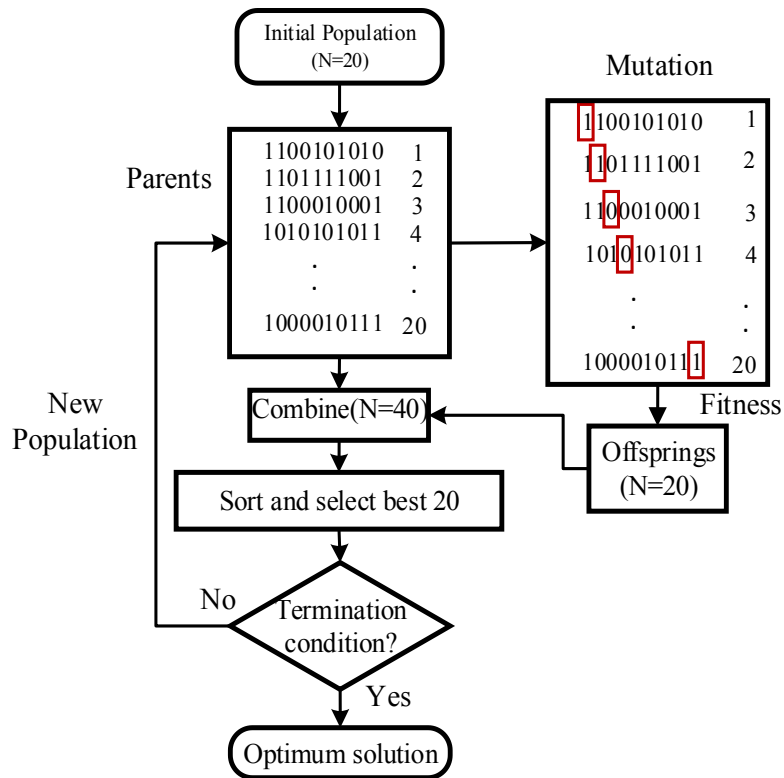 Initial Population
(N=20)
Mutation
Parents
1100101010 1
1101111001 2
1100010001 3
1010101011 4
. .
. .
1000010111 20
1100101010 1
1101111001 2
1100010001 3
1010101011 4
. .
. .
1000010111 20
Fitness
New
Population
Combine(N=40)
Offsprings
(N=20)
Sort and select best 20
No
Termination
condition?
Yes
Optimum solution